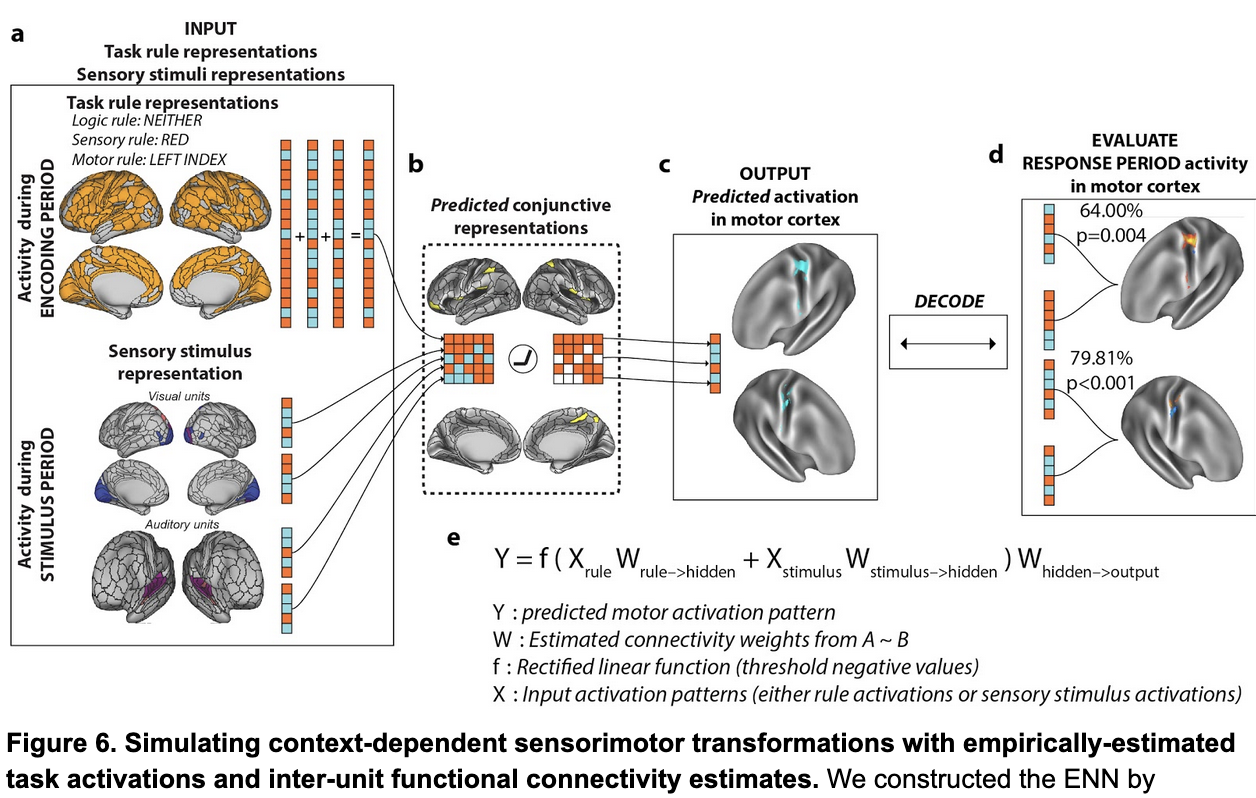 a
INPUT
Task rule representations
Sensory stimuli representations
Task rule representations
Logic rule: NEITHER
Sensory rule: RED
Motor rule: LEFT INDEX
Activity during
ENCODING PERIOD
+ + =
Sensory stimulus
representation
Visual units
Auditory units
Activity during
STIMULUS PERIOD
b
Predicted conjunctive
representations
c
OUTPUT
Predicted activation
in motor cortex
DECODE
d
EVALUATE
RESPONSE PERIOD activity
in motor cortex
64.00%
p=0.004
79.81%
p<0.001
e
Y = f ( X rule W rule–>hidden + X stimulus W stimulus–>hidden ) W hidden–>output
Y : predicted motor activation pattern
W : Estimated connectivity weights from A ~ B
f : Rectified linear function (threshold negative values)
X : Input activation patterns (either rule activations or sensory stimulus activations)
Figure 6. Simulating context-dependent sensorimotor transformations with empirically-estimated
task activations and inter-unit functional connectivity estimates. We constructed the ENN by